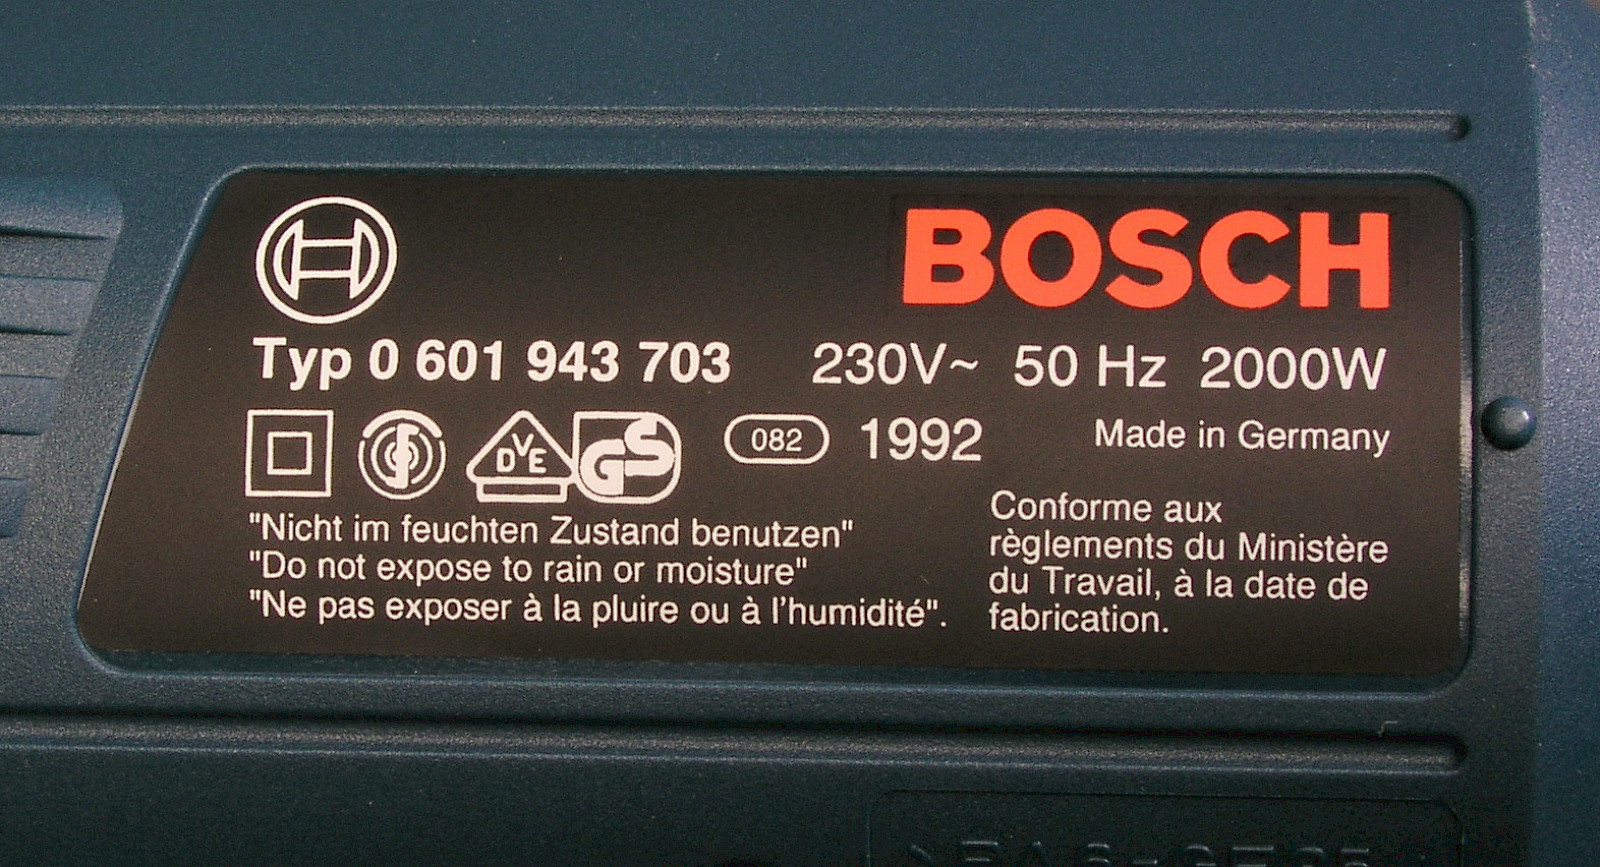 BOSCH
Typ 0 601 943 703 230V~ 50 Hz 2000W
VDE GS 082 1992 Made in Germany
"Nicht im feuchten Zustand benutzen"
"Do not expose to rain or moisture"
"Ne pas exposer à la pluire ou à l'humidité".
Conforme aux
règlements du Ministère
du Travail, à la date de
fabrication.